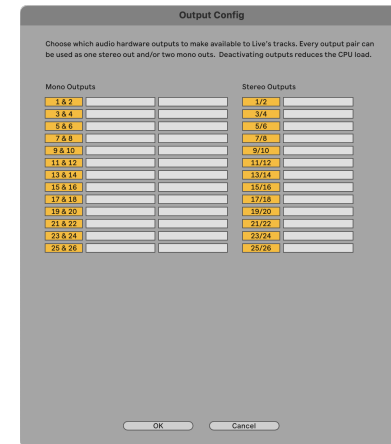 Output Config
Choose which audio hardware outputs to make available to Live's tracks. Every output pair can
be used as one stereo out and/or two mono outs. Deactivating outputs reduces the CPU load.
Mono Outputs Stereo Outputs
1 & 2 1/2
3 & 4 3/4
5 & 6 5/6
7 & 8 7/8
9 & 10 9/10
11 & 12 11/12
13 & 14 13/14
15 & 16 15/16
17 & 18 17/18
19 & 20 19/20
21 & 22 21/22
23 & 24 23/24
25 & 26 25/26
OK Cancel